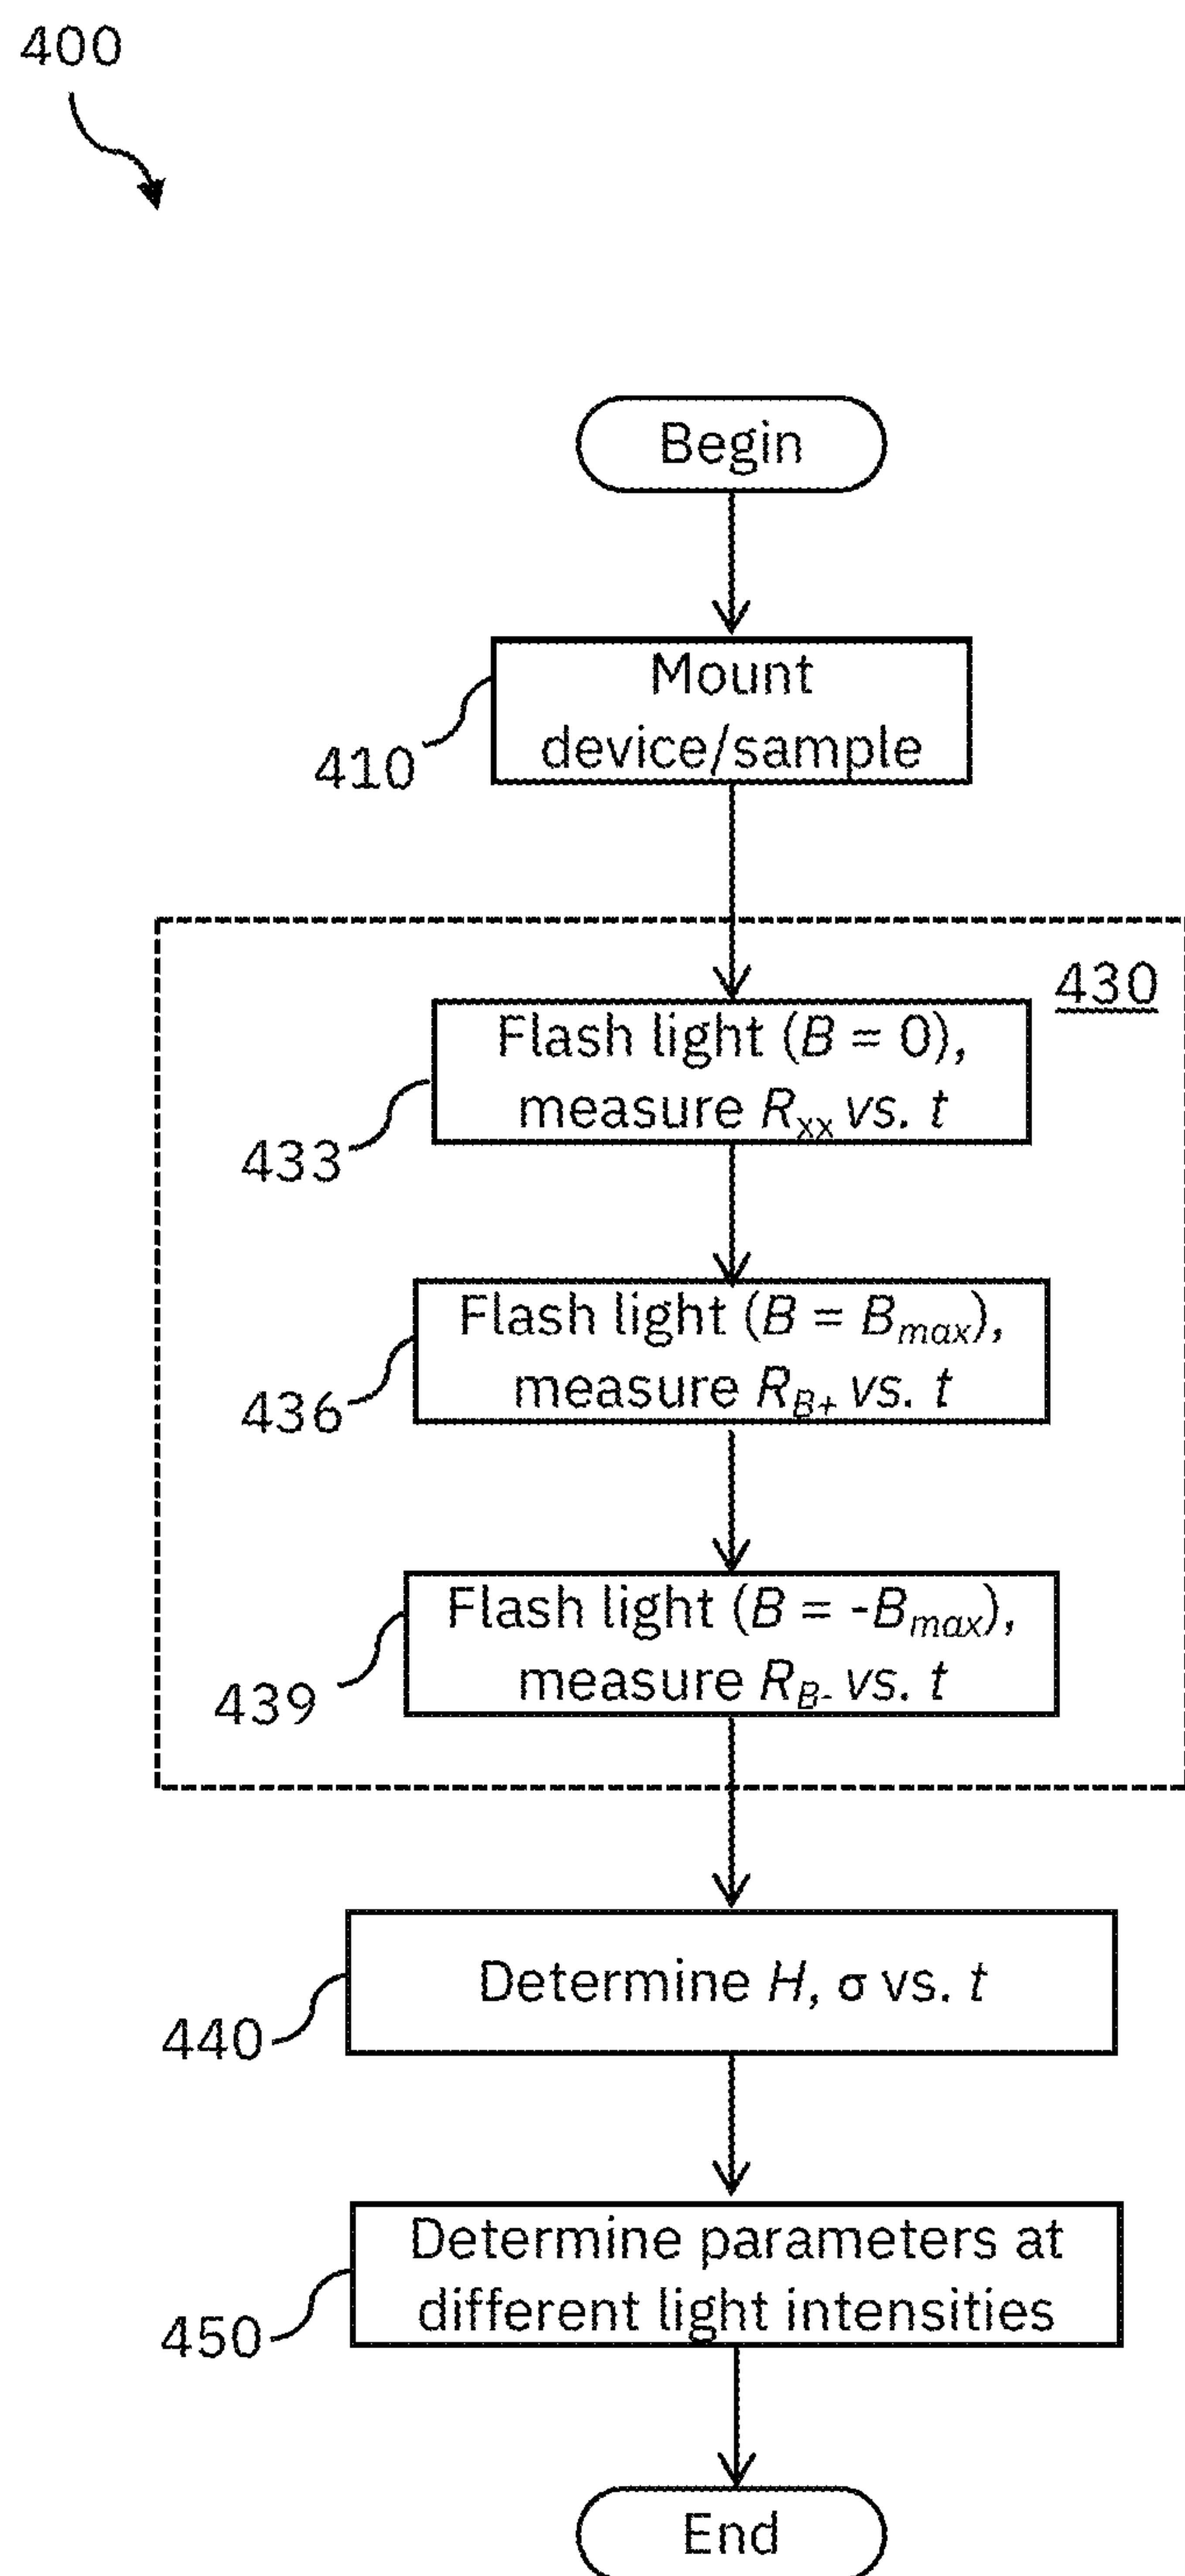 400
Begin
Mount
device/sample
410
430
Flash light (B = 0),
measure Rxx vs. t
433
Flash light (B = Bmax),
measure RB+ vs. t
436
Flash light (B = -Bmax),
measure RB- vs. t
439
Determine H, σ vs. t
440
Determine parameters at
different light intensities
450
End